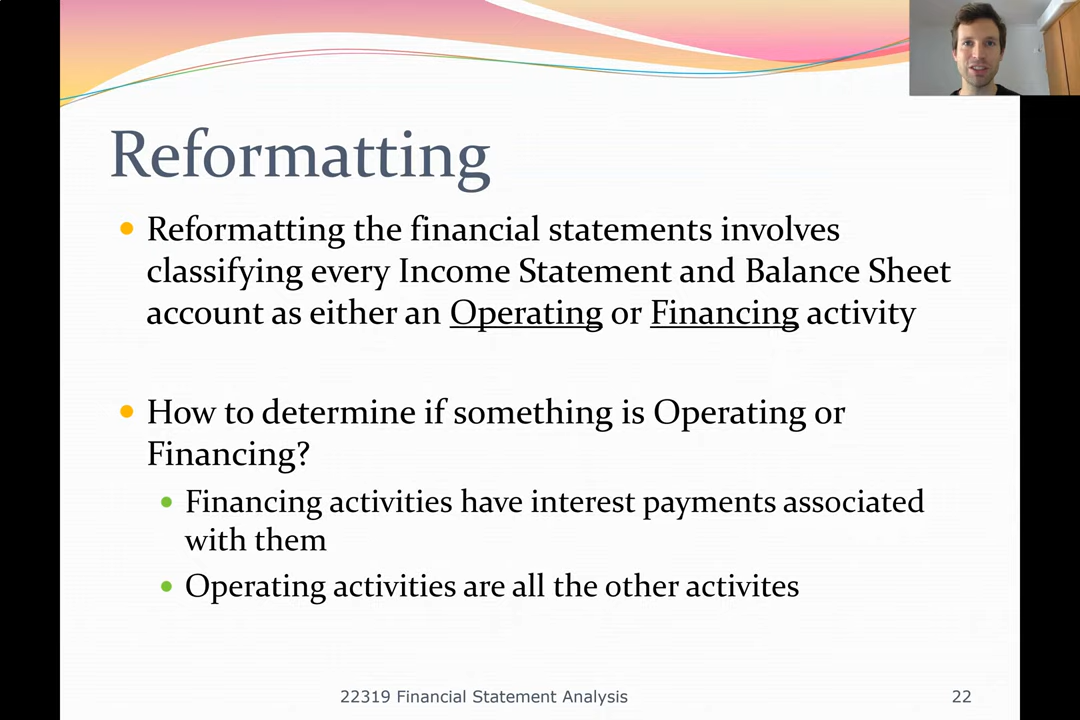 Reformatting
Reformatting the financial statements involves
classifying every Income Statement and Balance Sheet
account as either an Operating or Financing activity
How to determine if something is Operating or
Financing?
Financing activities have interest payments associated
with them
Operating activities are all the other activites
22319 Financial Statement Analysis
22